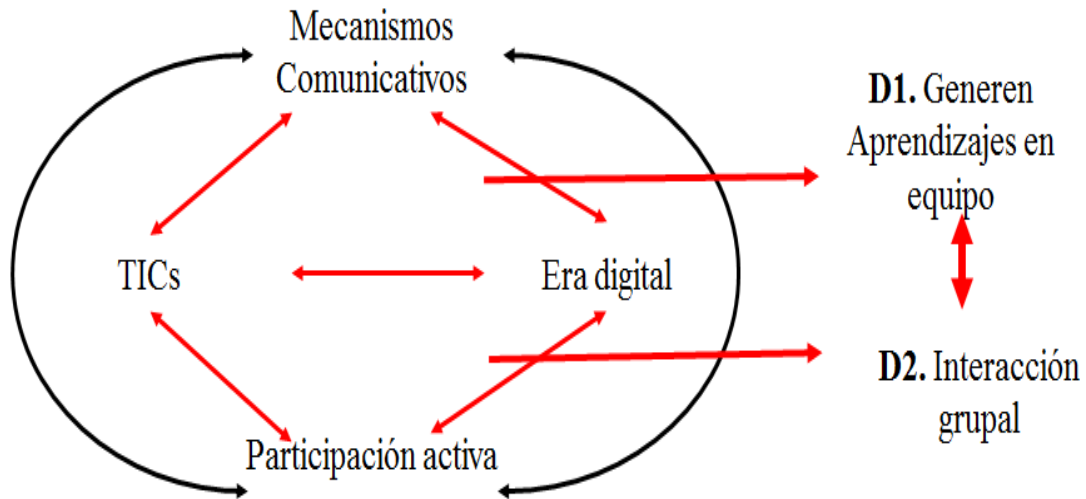 Mecanismos
Comunicativos
D1. Generen
Aprendizajes en
equipo
TICs
Era digital
D2. Interacción
grupal
Participación activa